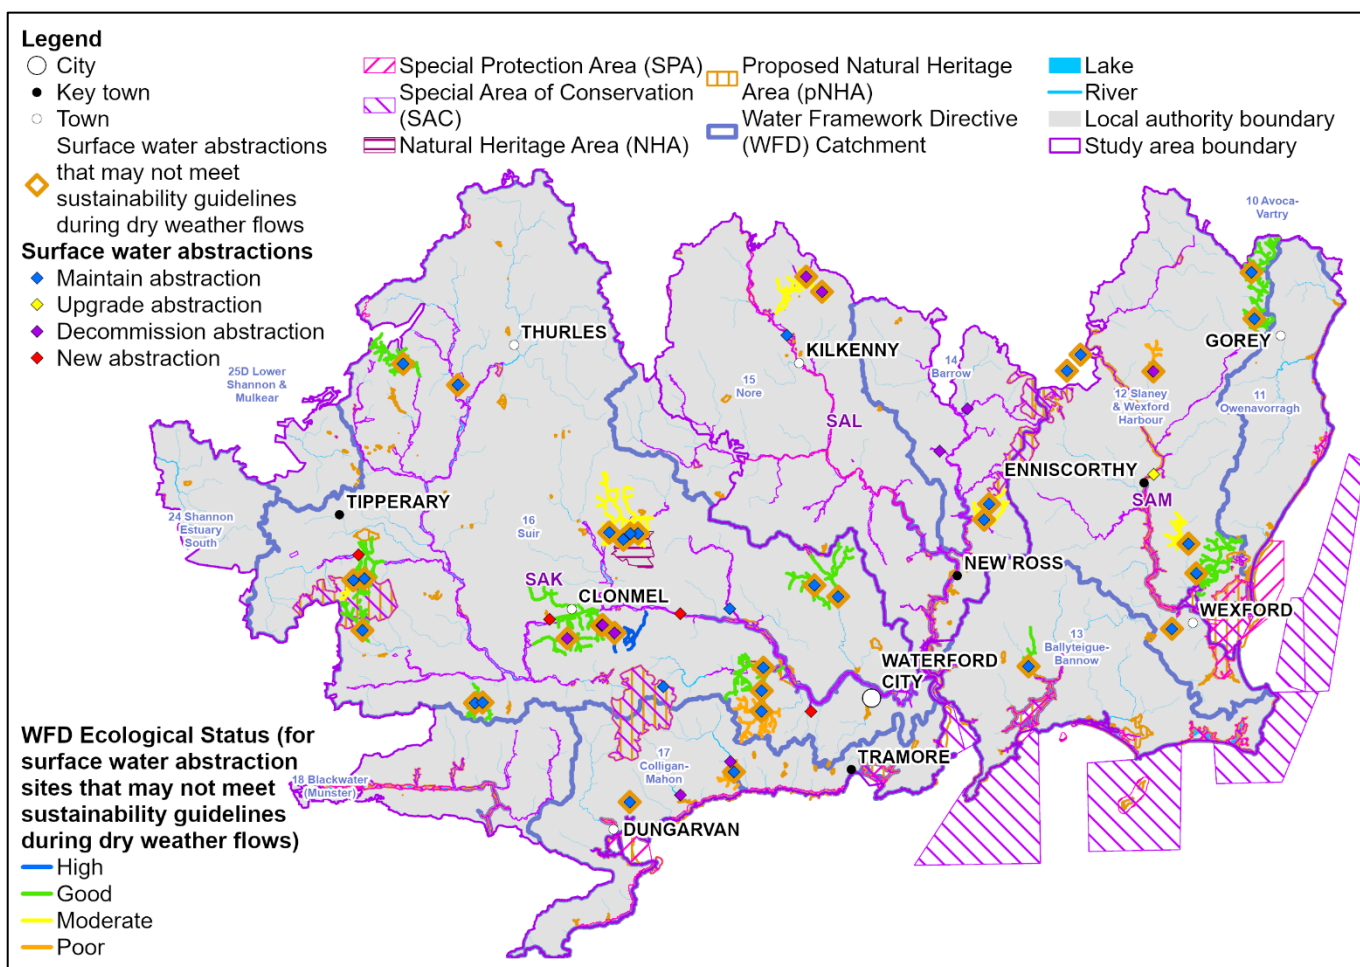 Legend
City
Key town
Town
Surface water abstractions
that may not meet
sustainability guidelines
during dry weather flows
Surface water abstractions
Maintain abstraction
Upgrade abstraction
Decommission abstraction
New abstraction
Special Protection Area (SPA)
Special Area of Conservation
(SAC)
Natural Heritage Area (NHA)
Proposed Natural Heritage
Area (pNHA)
Water Framework Directive
(WFD) Catchment
Lake
River
Local authority boundary
Study area boundary
10 Avoca-
Vartry
THURLES
KILKENNY
GOREY
25D Lower
Shannon &
Mulkear
15
Nore
14
Barrow
12 Slaney
& Wexford
Harbour
11
Owenavorragh
SAL
ENNISCORTHY
SAM
TIPPERARY
24 Shannon
Estuary
South
16
Suir
NEW ROSS
SAK
CLONMEL
WEXFORD
13
Ballyteigue-
Bannow
WATERFORD
CITY
17
Colligan-
Mahon
TRAMORE
18 Blackwater
(Munster)
DUNGARVAN
WFD Ecological Status (for
surface water abstraction
sites that may not meet
sustainability guidelines
during dry weather flows)
High
Good
Moderate
Poor